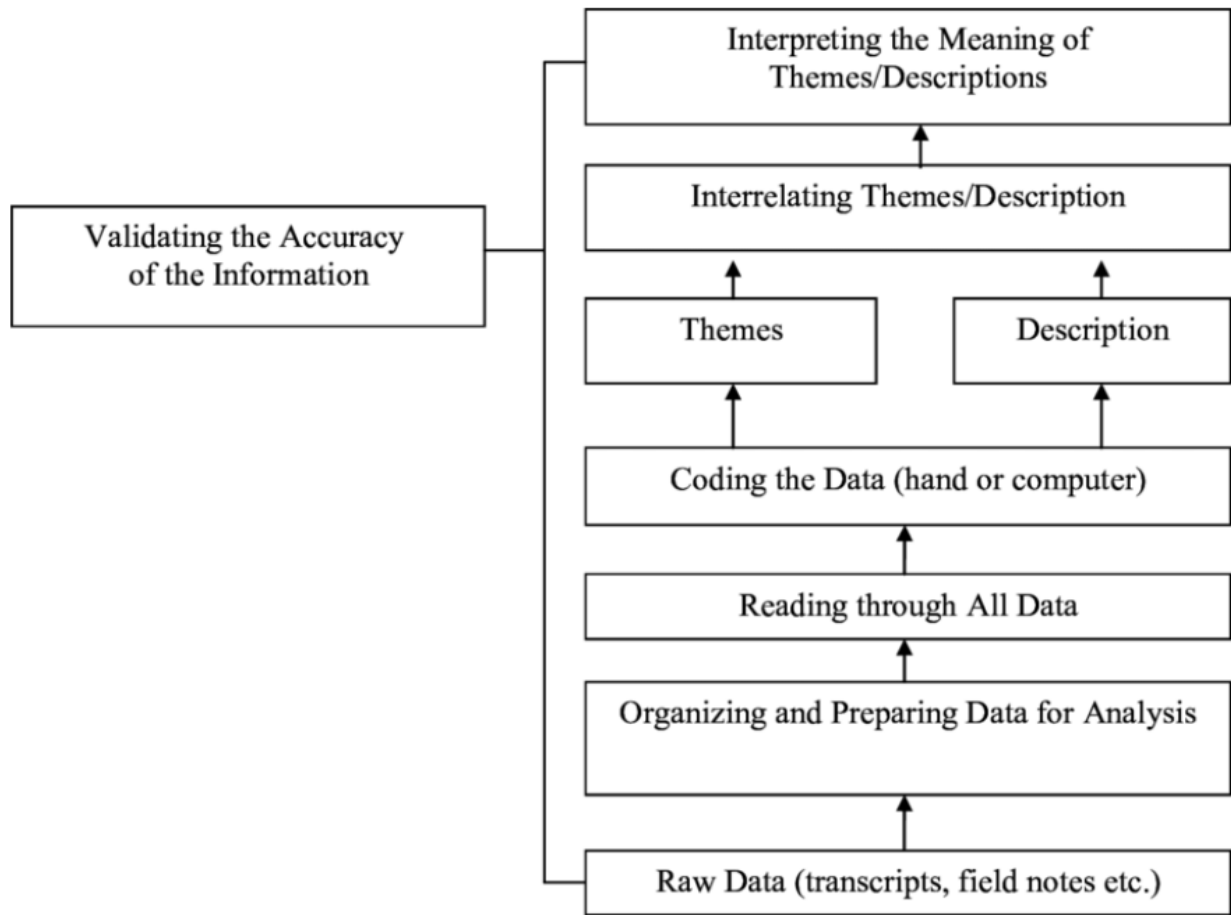 Interpreting the Meaning of
Themes/Descriptions
Interrelating Themes/Description
Validating the Accuracy
of the Information
Themes
Description
Coding the Data (hand or computer)
Reading through All Data
Organizing and Preparing Data for Analysis
Raw Data (transcripts, field notes etc.)